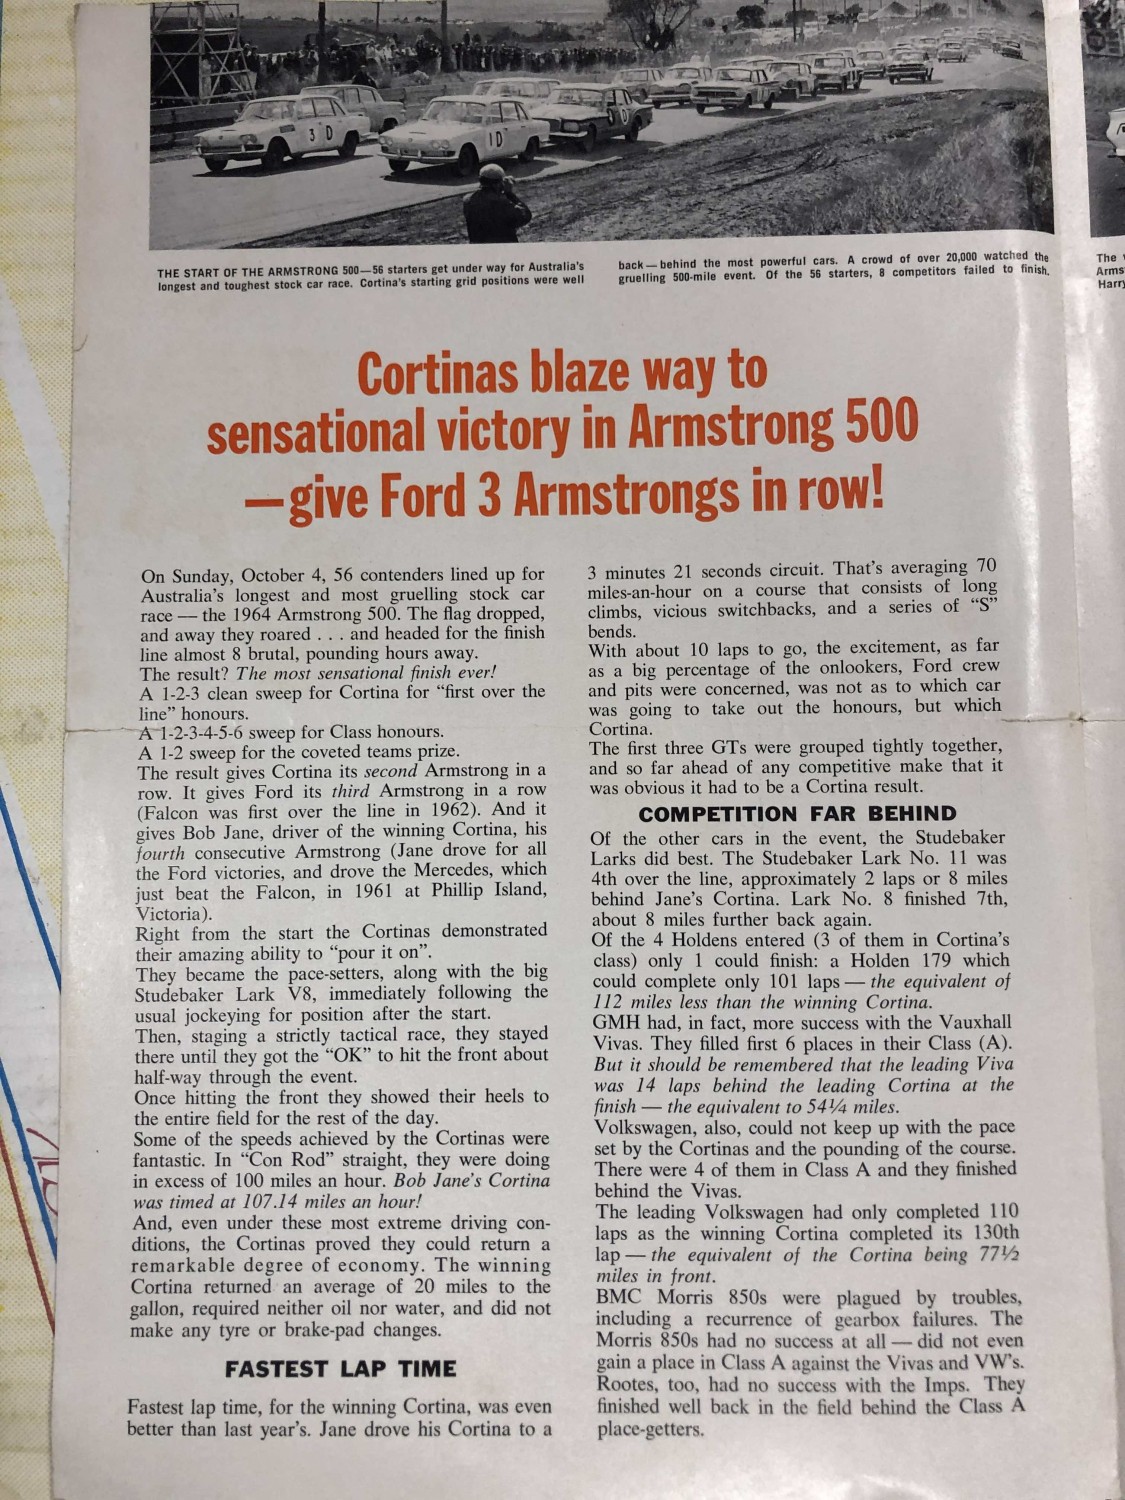 3 D
1 D
D
THE START OF THE ARMSTRONG 500—56 starters get under way for Australia's
longest and toughest stock car race. Cortina's starting grid positions were well
back—behind the most powerful cars. A crowd of over 20,000 watched the
gruelling 500-mile event. Of the 56 starters, 8 competitors failed to finish.
The
Arms
Harry
Cortinas blaze way to
sensational victory in Armstrong 500
—give Ford 3 Armstrongs in row!
On Sunday, October 4, 56 contenders lined up for
Australia's longest and most gruelling stock car
race — the 1964 Armstrong 500. The flag dropped,
and away they roared . . . and headed for the finish
line almost 8 brutal, pounding hours away.
The result? The most sensational finish ever!
A 1-2-3 clean sweep for Cortina for “first over the
line” honours.
A 1-2-3-4-5-6 sweep for Class honours.
A 1-2 sweep for the coveted teams prize.
The result gives Cortina its second Armstrong in a
row. It gives Ford its third Armstrong in a row
(Falcon was first over the line in 1962). And it
gives Bob Jane, driver of the winning Cortina, his
fourth consecutive Armstrong (Jane drove for all
the Ford victories, and drove the Mercedes, which
just beat the Falcon, in 1961 at Phillip Island,
Victoria).
Right from the start the Cortinas demonstrated
their amazing ability to “pour it on”.
They became the pace-setters, along with the big
Studebaker Lark V8, immediately following the
usual jockeying for position after the start.
Then, staging a strictly tactical race, they stayed
there until they got the “OK” to hit the front about
half-way through the event.
Once hitting the front they showed their heels to
the entire field for the rest of the day.
Some of the speeds achieved by the Cortinas were
fantastic. In “Con Rod” straight, they were doing
in excess of 100 miles an hour. Bob Jane's Cortina
was timed at 107.14 miles an hour!
And, even under these most extreme driving con-
ditions, the Cortinas proved they could return a
remarkable degree of economy. The winning
Cortina returned an average of 20 miles to the
gallon, required neither oil nor water, and did not
make any tyre or brake-pad changes.
FASTEST LAP TIME
Fastest lap time, for the winning Cortina, was even
better than last year's. Jane drove his Cortina to a
3 minutes 21 seconds circuit. That's averaging 70
miles-an-hour on a course that consists of long
climbs, vicious switchbacks, and a series of “S”
bends.
With about 10 laps to go, the excitement, as far
as a big percentage of the onlookers, Ford crew
and pits were concerned, was not as to which car
was going to take out the honours, but which
Cortina.
The first three GTs were grouped tightly together,
and so far ahead of any competitive make that it
was obvious it had to be a Cortina result.
COMPETITION FAR BEHIND
Of the other cars in the event, the Studebaker
Larks did best. The Studebaker Lark No. 11 was
4th over the line, approximately 2 laps or 8 miles
behind Jane's Cortina. Lark No. 8 finished 7th,
about 8 miles further back again.
Of the 4 Holdens entered (3 of them in Cortina's
class) only 1 could finish: a Holden 179 which
could complete only 101 laps — the equivalent of
112 miles less than the winning Cortina.
GMH had, in fact, more success with the Vauxhall
Vivas. They filled first 6 places in their Class (A).
But it should be remembered that the leading Viva
was 14 laps behind the leading Cortina at the
finish — the equivalent to 54¼ miles.
Volkswagen, also, could not keep up with the pace
set by the Cortinas and the pounding of the course.
There were 4 of them in Class A and they finished
behind the Vivas.
The leading Volkswagen had only completed 110
laps as the winning Cortina completed its 130th
lap — the equivalent of the Cortina being 77½
miles in front.
BMC Morris 850s were plagued by troubles,
including a recurrence of gearbox failures. The
Morris 850s had no success at all — did not even
gain a place in Class A against the Vivas and VW's.
Rootes, too, had no success with the Imps. They
finished well back in the field behind the Class A
place-getters.